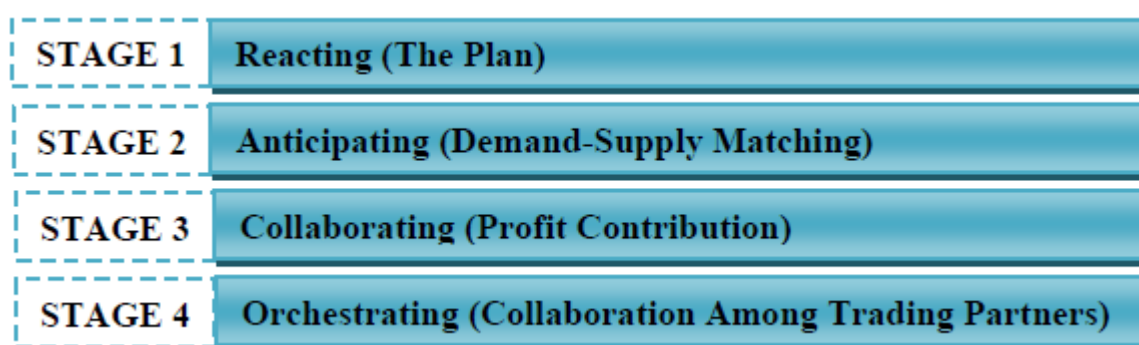 STAGE 1 Reacting (The Plan)
STAGE 2 Anticipating (Demand-Supply Matching)
STAGE 3 Collaborating (Profit Contribution)
STAGE 4 Orchestrating (Collaboration Among Trading Partners)